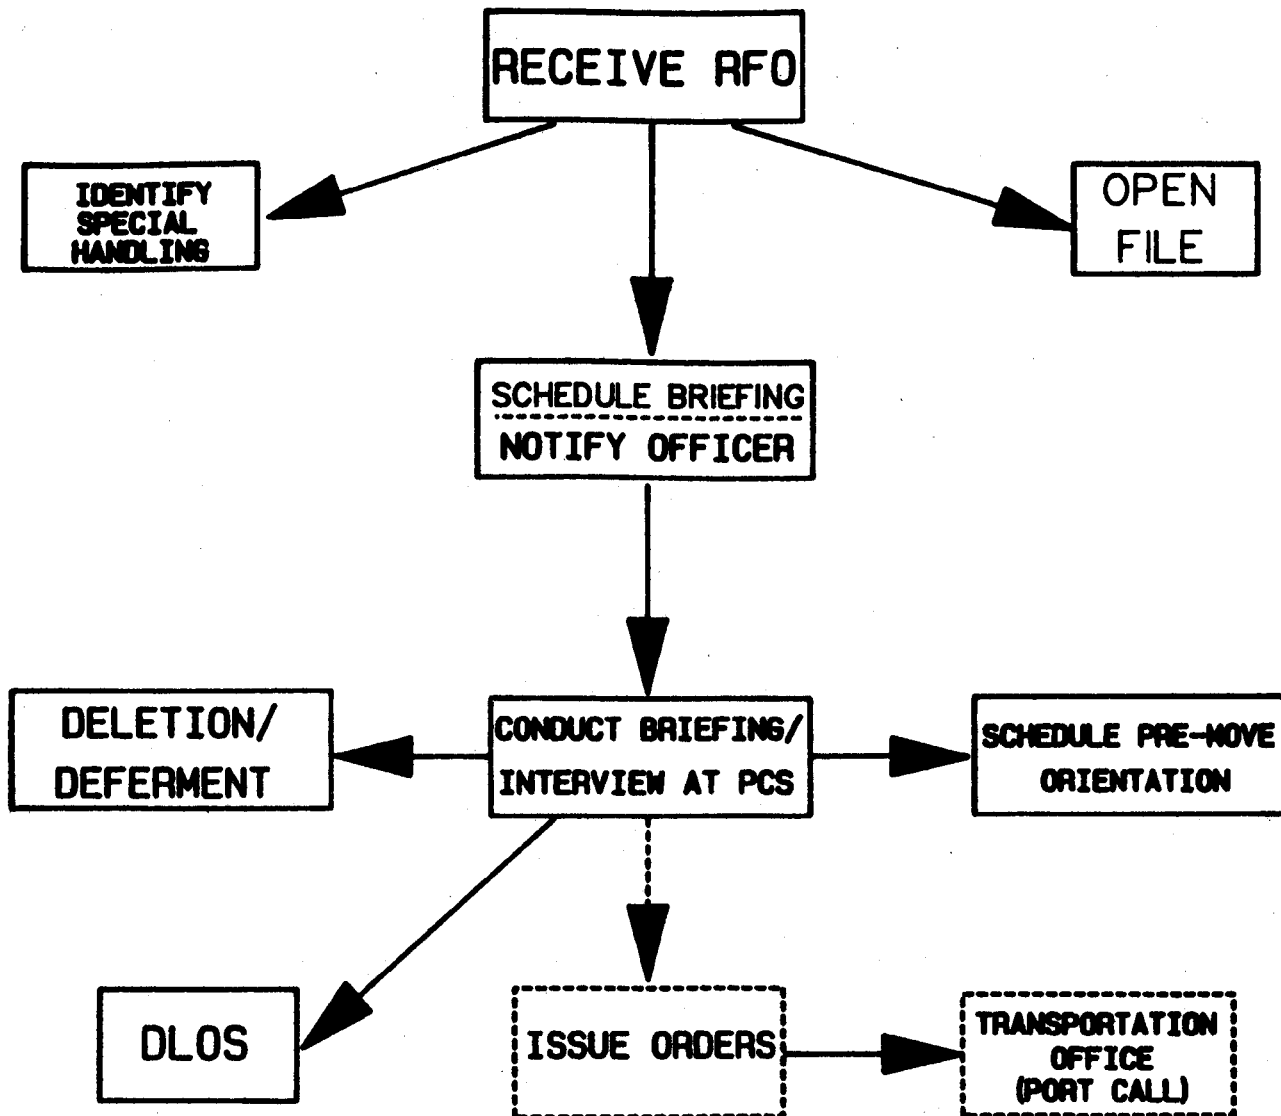 RECEIVE RFO
IDENTIFY
SPECIAL
HANDLING
OPEN
FILE
SCHEDULE BRIEFING
NOTIFY OFFICER
DELETION/
DEFERMENT
CONDUCT BRIEFING/
INTERVIEW AT PCS
SCHEDULE PRE-MOVE
ORIENTATION
DLOS
ISSUE ORDERS
TRANSPORTATION
OFFICE
(PORT CALL)